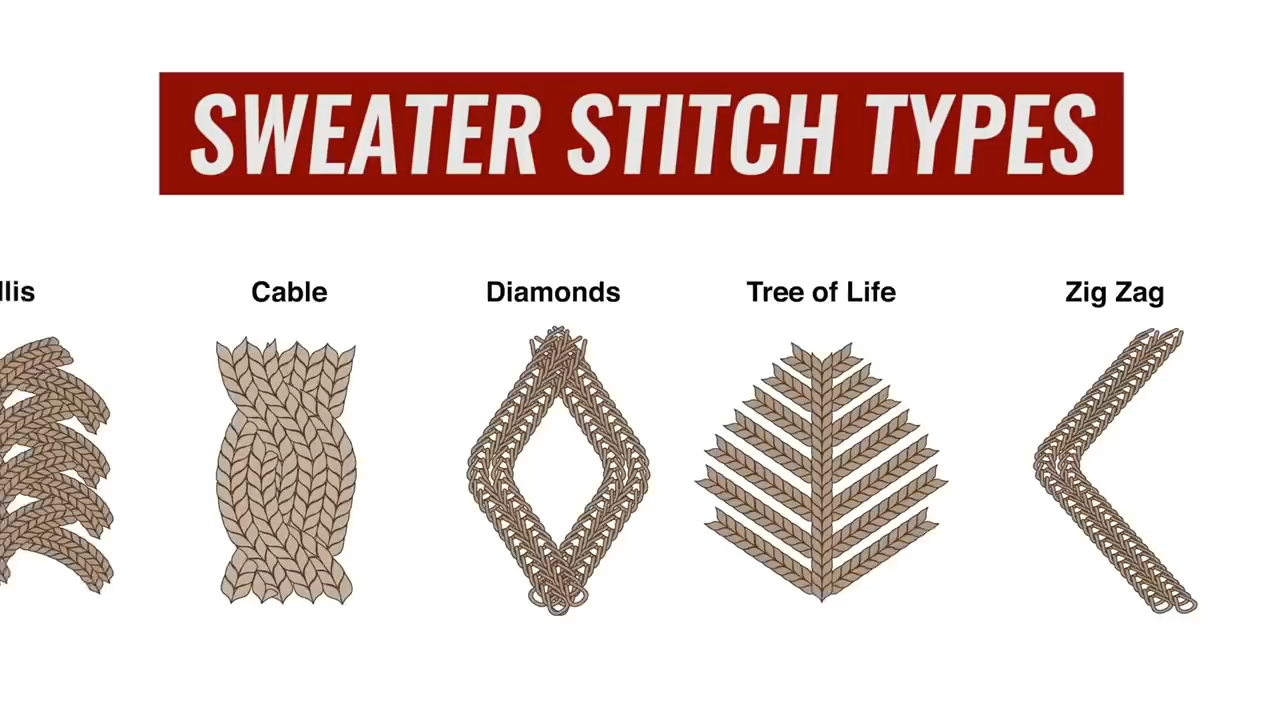 SWEATER STITCH TYPES
Cable
Diamonds
Tree of Life
Zig Zag